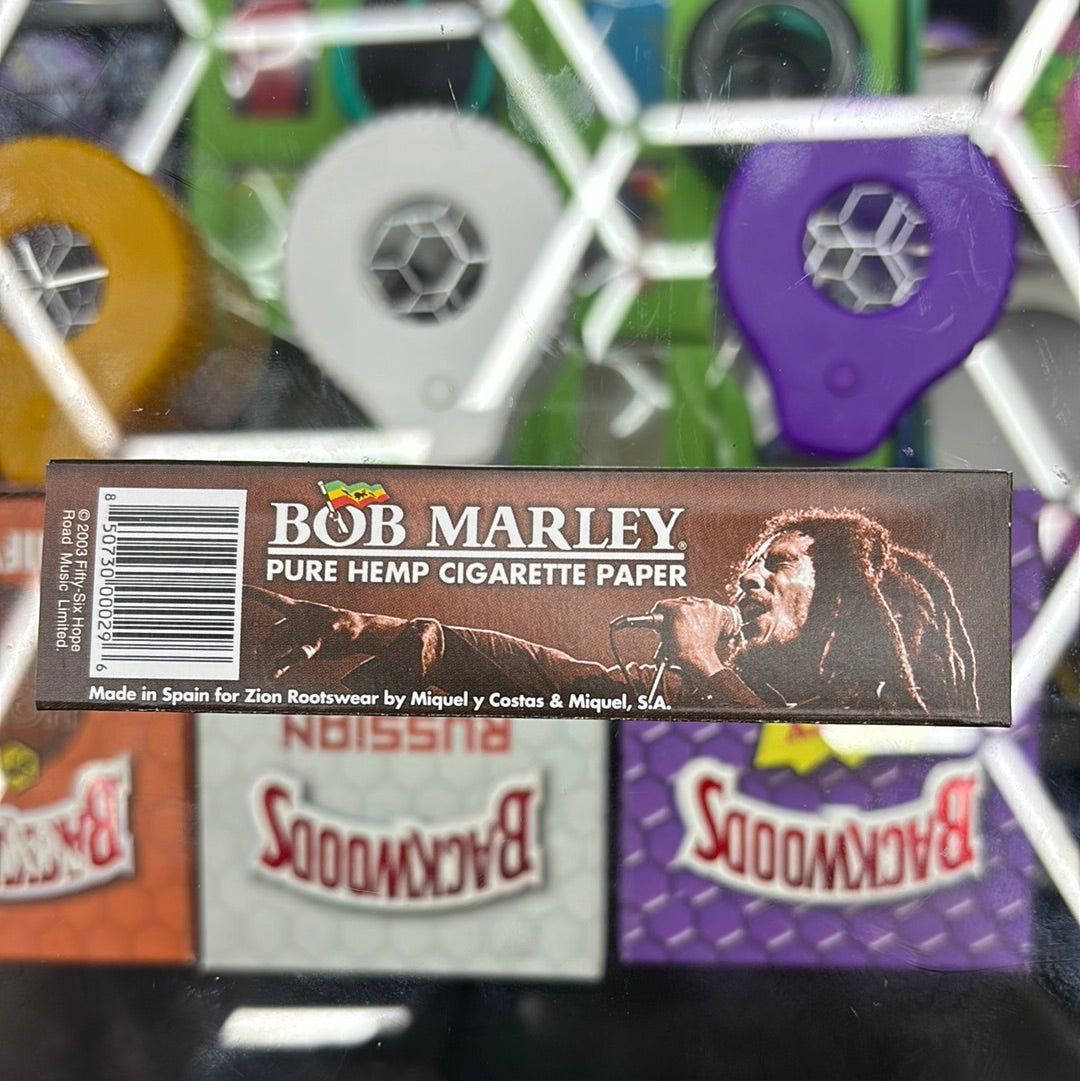 BOB MARLEY®
PURE HEMP CIGARETTE PAPER
8 50730 00029 6
© 2003 Fifty-Six Hope
Road Music Limited.
Made in Spain for Zion Rootswear by Miquel y Costas & Miquel, S.A.
RUSSIAN
BACKWOODS
BACKWOODS
BACKWOODS